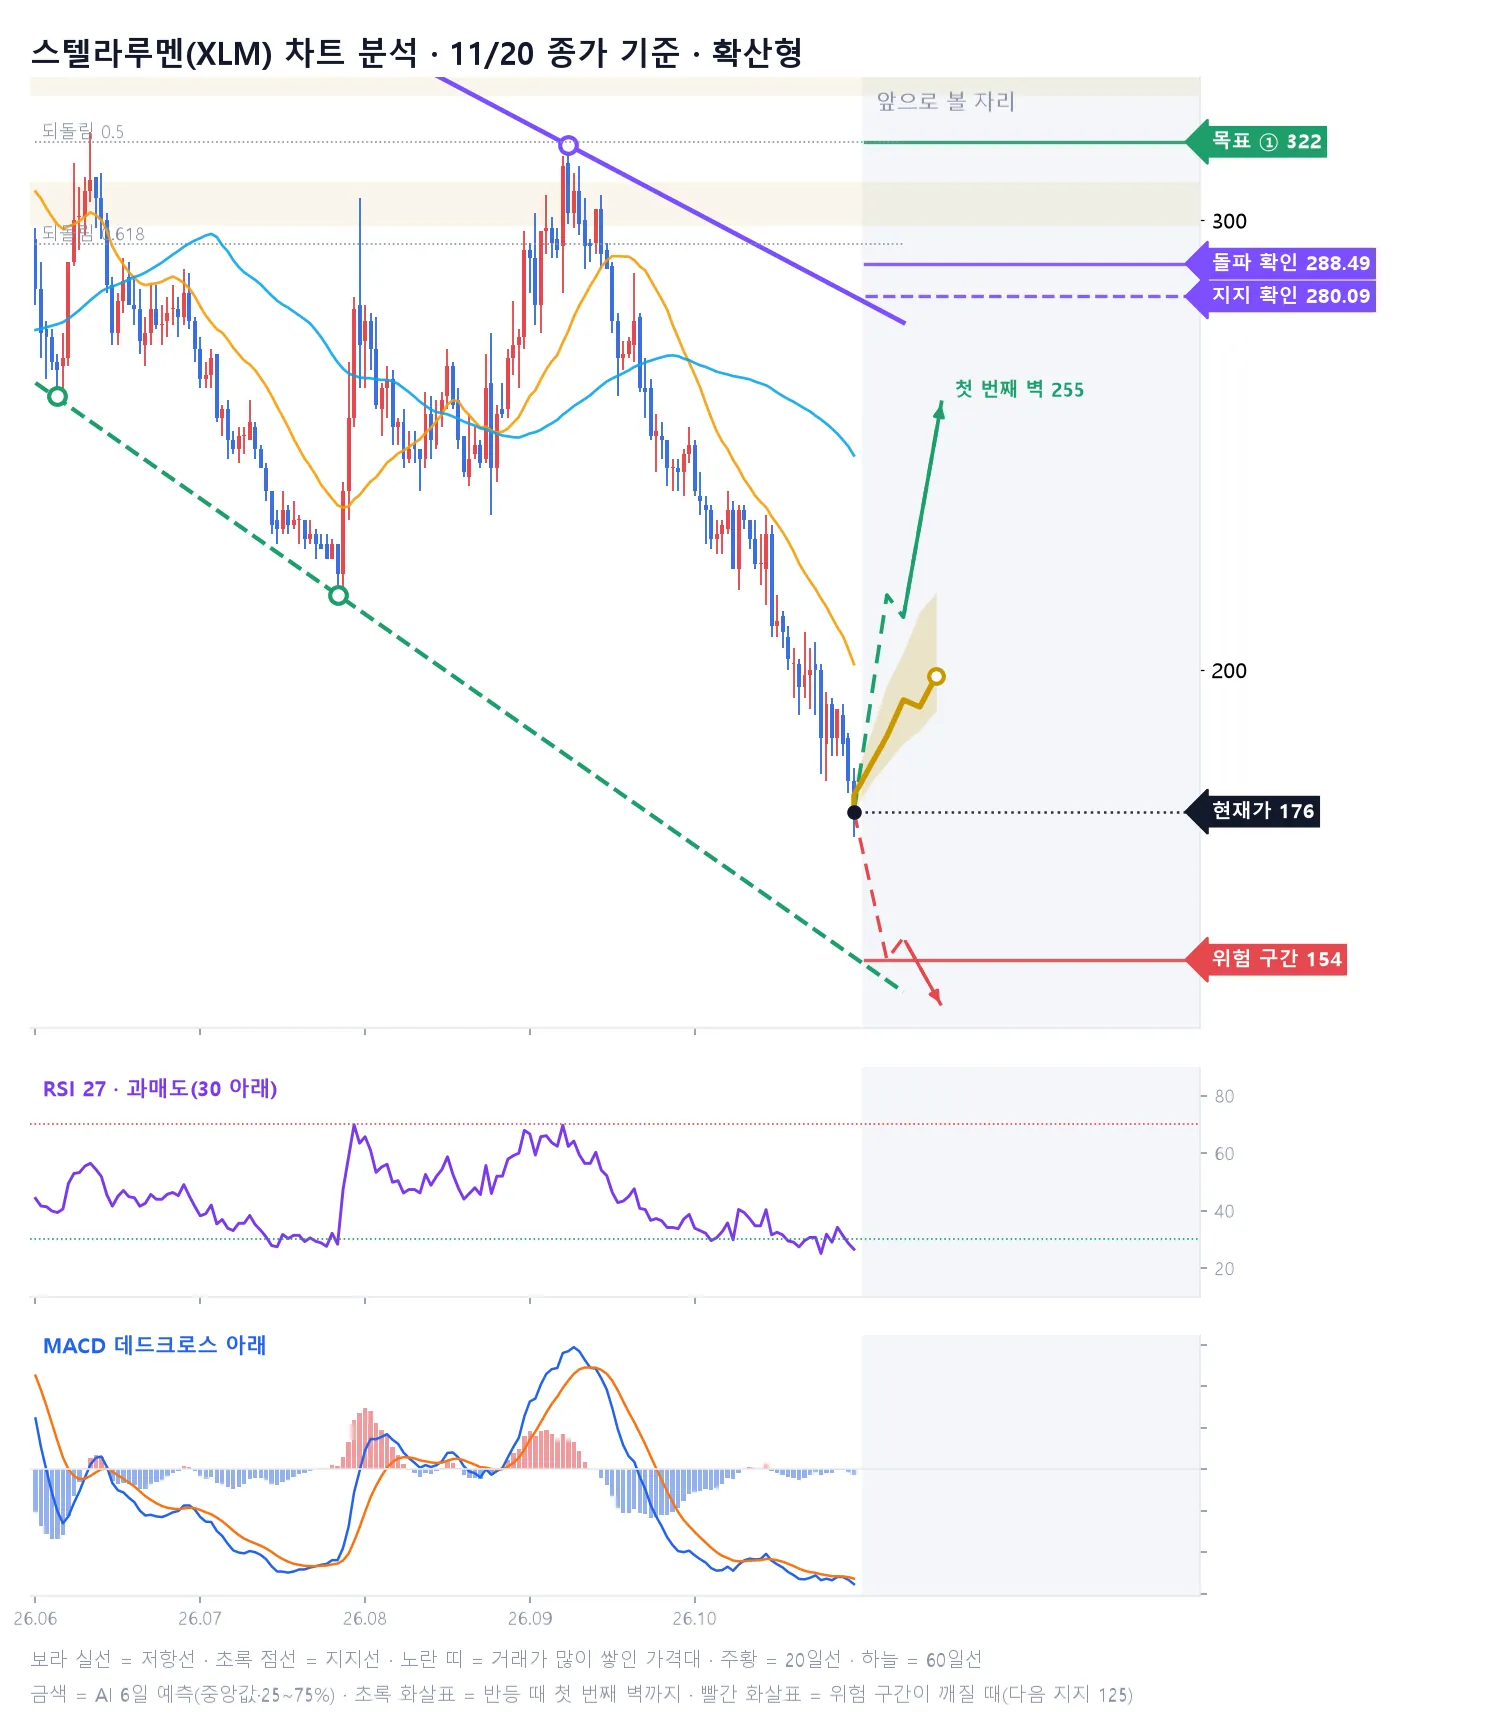 스텔라루멘(XLM) 차트 분석 · 11/20 종가 기준 · 확산형
앞으로 볼 자리
되돌림 0.5
목표 ① 322
300
되돌림 0.618
돌파 확인 288.49
지지 확인 280.09
첫 번째 벽 255
200
현재가 176
위험 구간 154
RSI 27 · 과매도(30 아래)
80
60
40
20
MACD 데드크로스 아래
26.06 26.07 26.08 26.09 26.10
보라 실선 = 저항선 · 초록 점선 = 지지선 · 노란 띠 = 거래가 많이 쌓인 가격대 · 주황 = 20일선 · 하늘 = 60일선
금색 = AI 6일 예측(중앙값·25~75%) · 초록 화살표 = 반등 때 첫 번째 벽까지 · 빨간 화살표 = 위험 구간이 깨질 때(다음 지지 125)